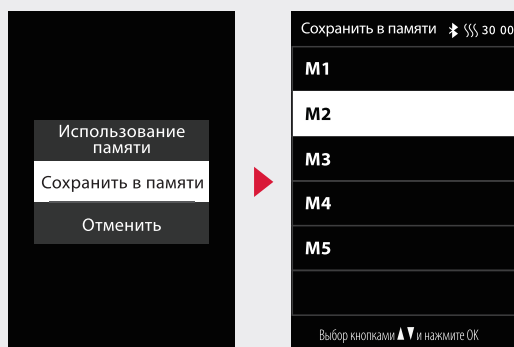 Использование
памяти
Сохранить в памяти
Отменить
Сохранить в памяти 30 00
M1
M2
M3
M4
M5
Выбор кнопками ▲▼ и нажмите OK